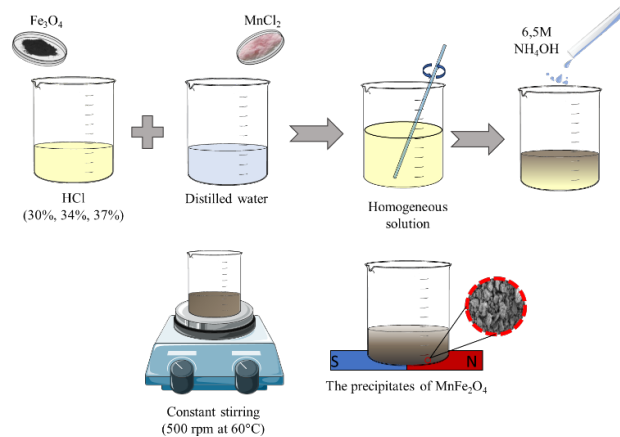 Fe₃O₄
MnCl₂
6,5M
NH₄OH
HCl
(30%, 34%, 37%)
Distilled water
Homogeneous
solution
S
N
The precipitates of MnFe₂O₄
Constant stirring
(500 rpm at 60°C)